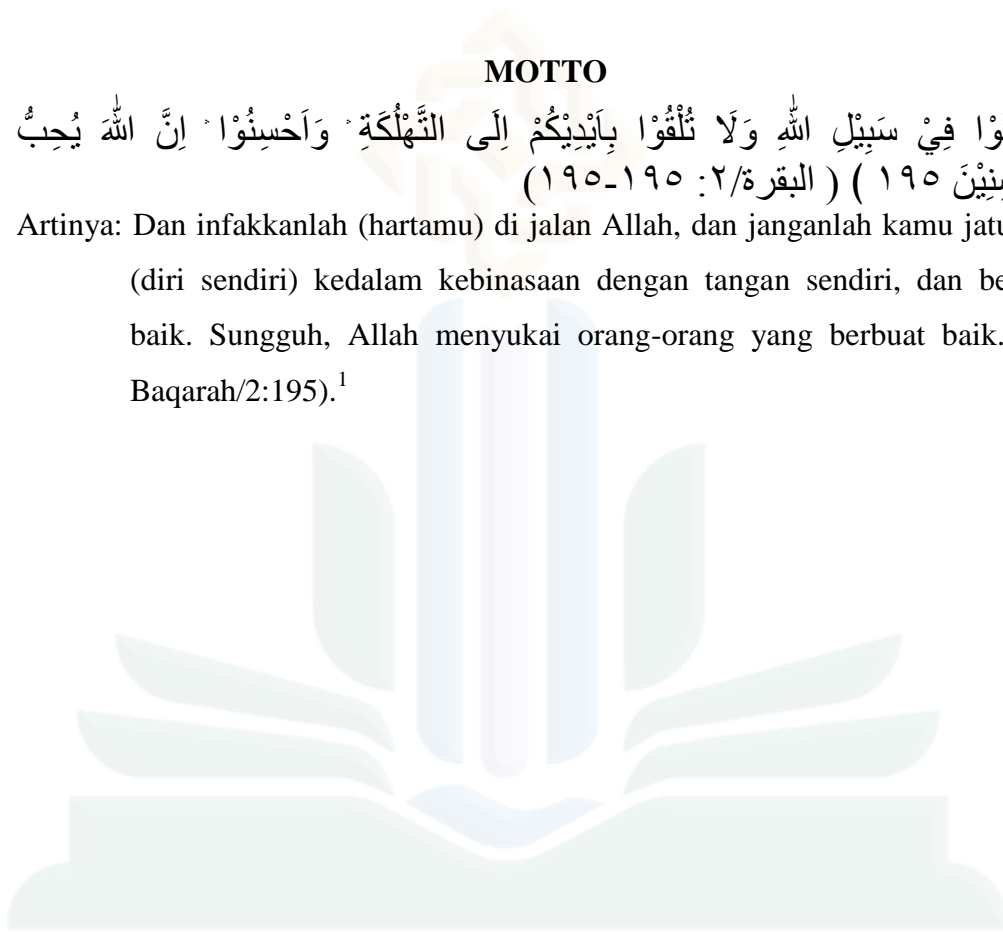 MOTTO
فِيْ سَبِيْلِ اللّٰهِ وَلَا تُلْقُوْا بِاَيْدِيْكُمْ اِلَى التَّهْلُكَةِ ۛ وَاَحْسِنُوْا ۛ اِنَّ اللّٰهَ يُحِبُّ
١٩٥ ) ( البقرة/٢: ١٩٥-١٩٥)
Artinya: Dan infakkanlah (hartamu) di jalan Allah, dan janganlah kamu
(diri sendiri) kedalam kebinasaan dengan tangan sendiri, dan
baik. Sungguh, Allah menyukai orang-orang yang berbuat baik.
Baqarah/2:195).¹